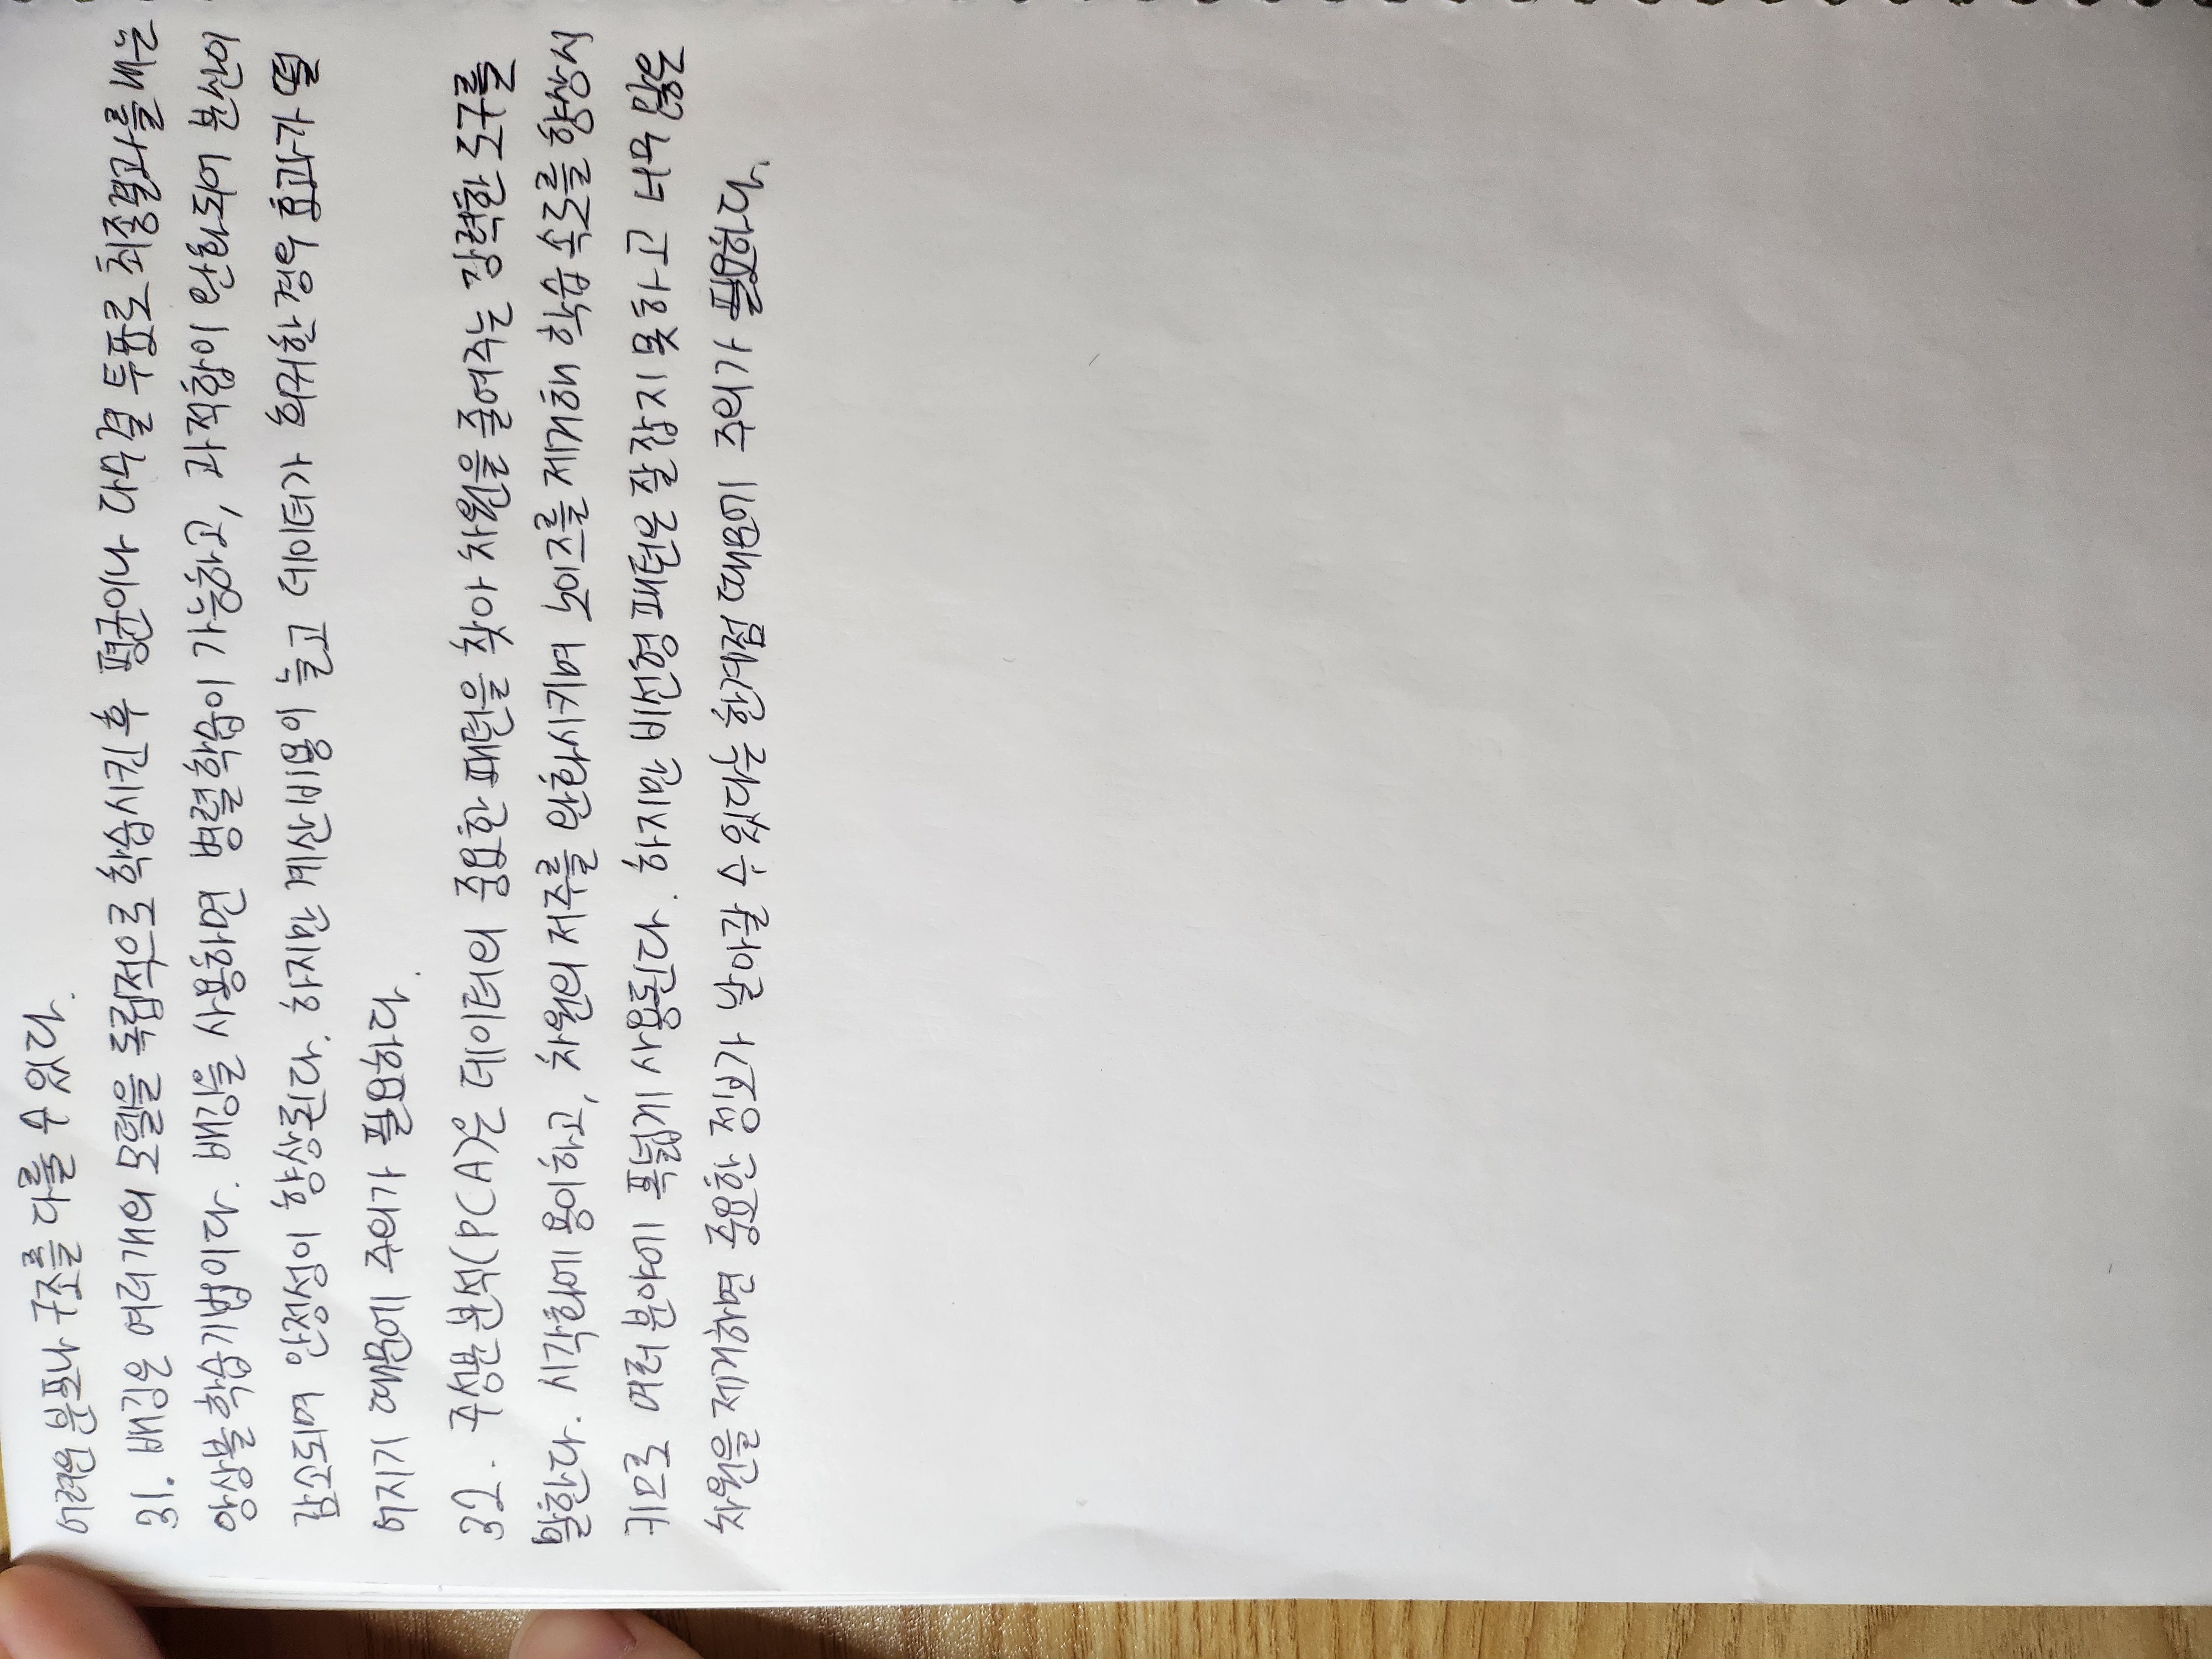 어려운 분포나 구조를 다룰 수 있다.
31. 배깅은 여러개의 모델을 독립적으로 학습시킨 후 평균이나 다수결 투표로 최종결과를 내는
앙상블 학습기법이다. 배깅을 사용하면 병렬학습이 가능하고, 과적합이 완화되어 분산이
감소되며 안정성이 향상된다. 하지만 계산비용이 늘고 데이터가 희귀한경우 효과가 떨
어지기 때문에 주의가 필요하다.
32. 주성분분석(PCA)은 데이터의 중요한 패턴을 찾아 차원을 줄여주는 강력한 도구를
말한다. 시각화에 용이하고, 차원의 저주를 완화시키며 노이즈를 제거해 학습 속도를 향상시
키므로 여러분야에 폭넓게 사용된다. 하지만 비선형 패턴은 잘잡지 못하고 너무 많은
차원을 제거하면 중요한 정보가 날아갈 수 있다는 한계점 때문에 주의가 필요하다.